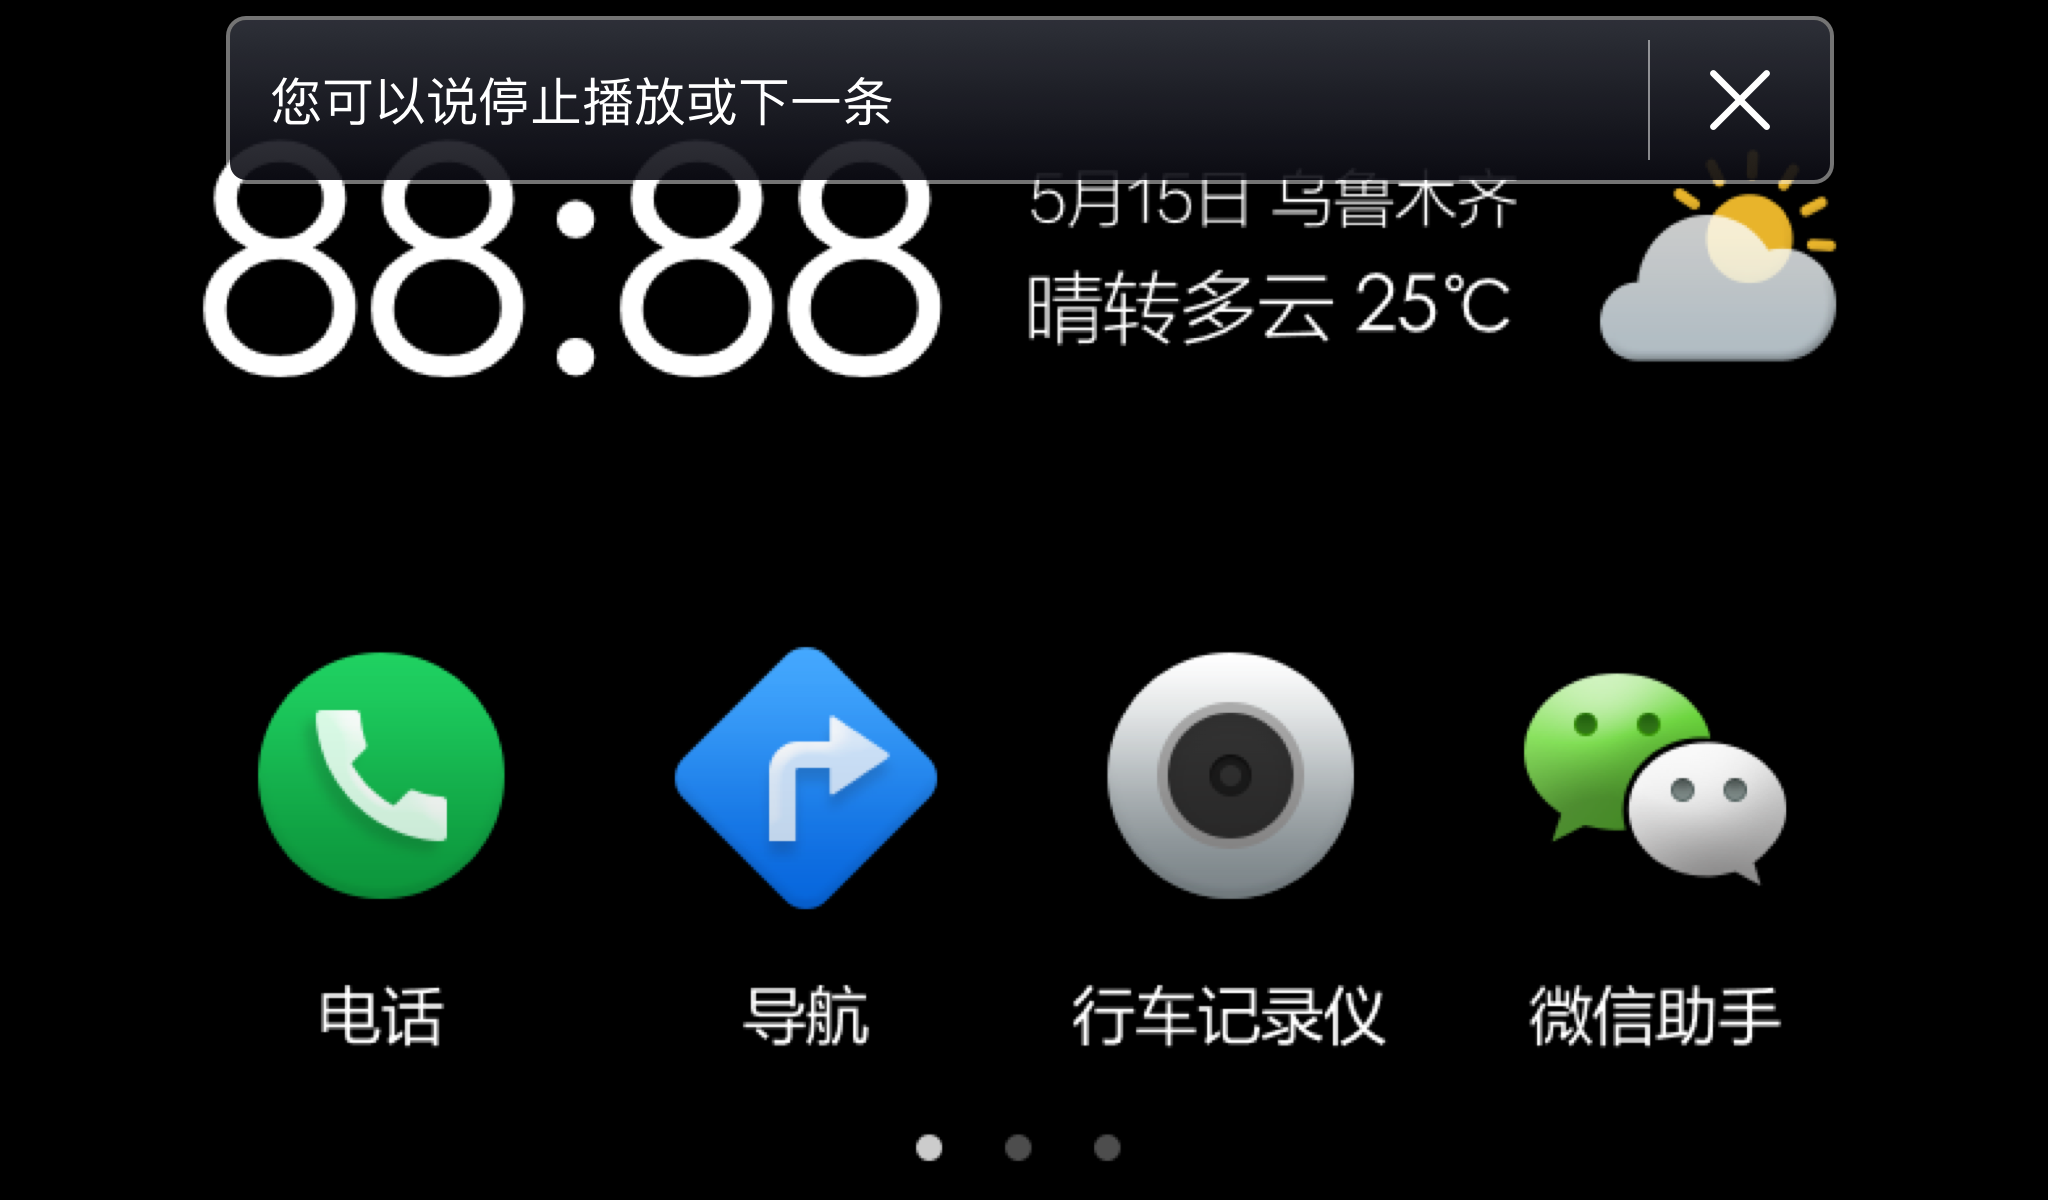 您可以说停止播放或下一条
88:88
5月15日 乌鲁木齐
晴转多云 25℃
电话
导航
行车记录仪
微信助手